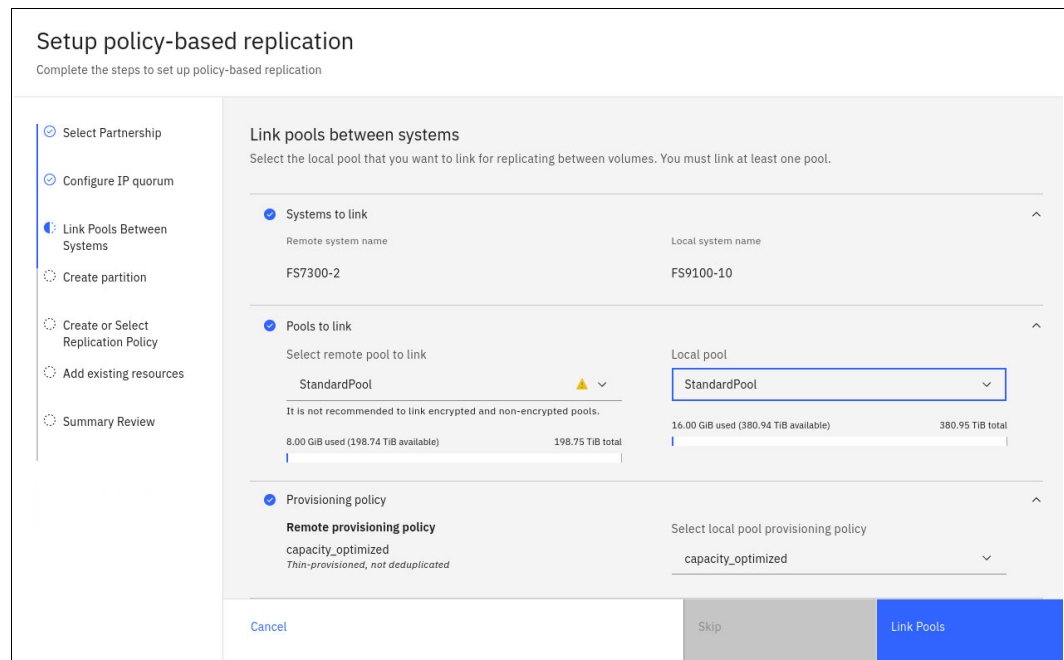 Setup policy-based replication
Complete the steps to set up policy-based replication
Select Partnership
Configure IP quorum
Link Pools Between
Systems
Create partition
Create or Select
Replication Policy
Add existing resources
Summary Review
Link pools between systems
Select the local pool that you want to link for replicating between volumes. You must link at least one pool.
Systems to link
Remote system name
Local system name
FS7300-2
FS9100-10
Pools to link
Select remote pool to link
Local pool
StandardPool
StandardPool
It is not recommended to link encrypted and non-encrypted pools.
8.00 GiB used (198.74 TiB available)
198.75 TiB total
16.00 GiB used (380.94 TiB available)
380.95 TiB total
Provisioning policy
Remote provisioning policy
capacity_optimized
Thin-provisioned, not deduplicated
Select local pool provisioning policy
capacity_optimized
Cancel
Skip
Link Pools